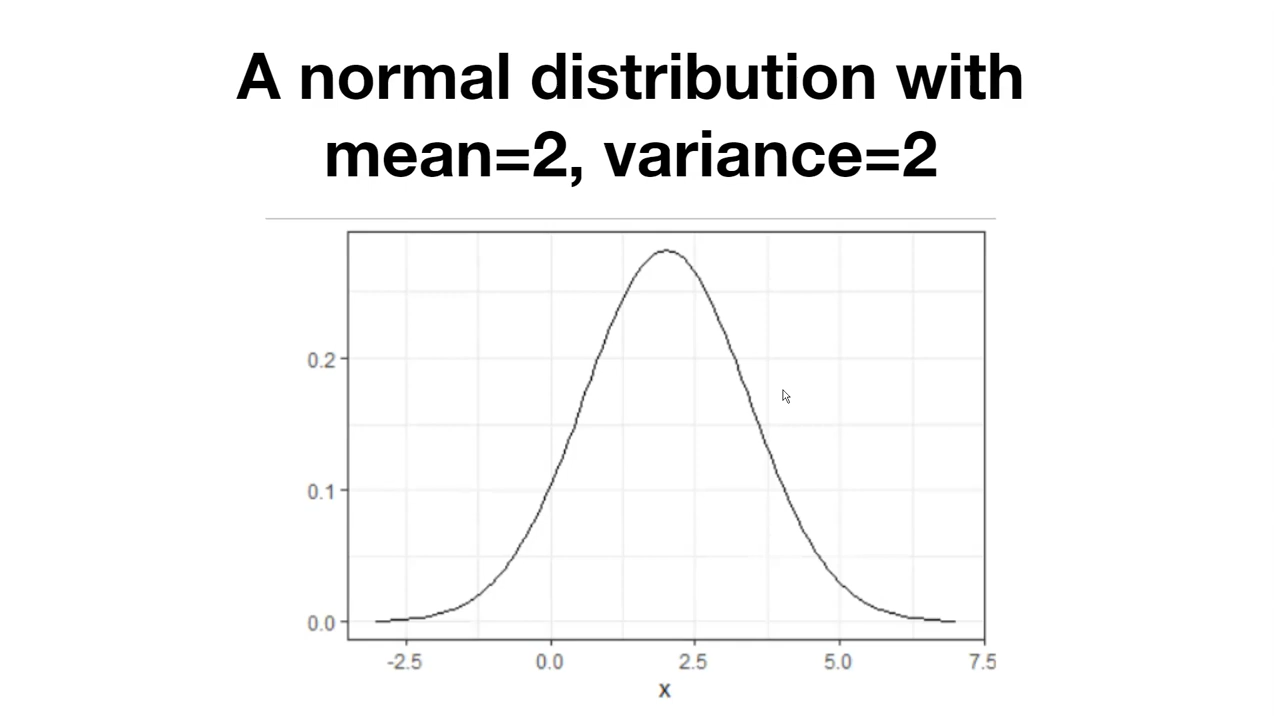 A normal distribution with
mean=2, variance=2
0.2
0.1
0.0
-2.5 0.0 2.5 5.0 7.5
x